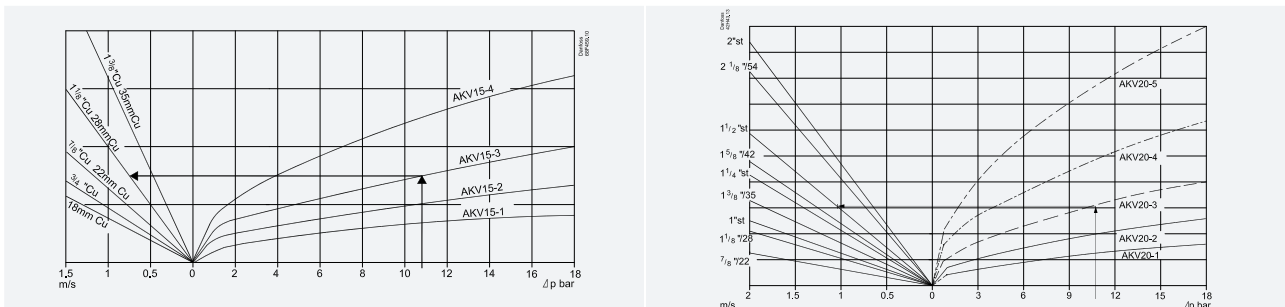 Danfoss
1 3/8"Cu 35mmCu
1 1/8"Cu 28mmCu
7/8"Cu 22mm Cu
3/4 "Cu
18mm Cu
AKV15-4
AKV15-3
AKV15-2
AKV15-1
1.5 1 0.5 0 2 4 6 8 10 12 14 16 18
m/s Δp bar
Danfoss
2"st
2 1/8 "/54
1 1/2 "st
1 5/8 "/42
1 1/4 "st
1 3/8 "/35
1"st
1 1/8 "/28
7/8 "/22
AKV20-5
AKV20-4
AKV20-3
AKV20-2
AKV20-1
2 1.5 1 0.5 0 3 6 9 12 15 18
m/s Δp bar